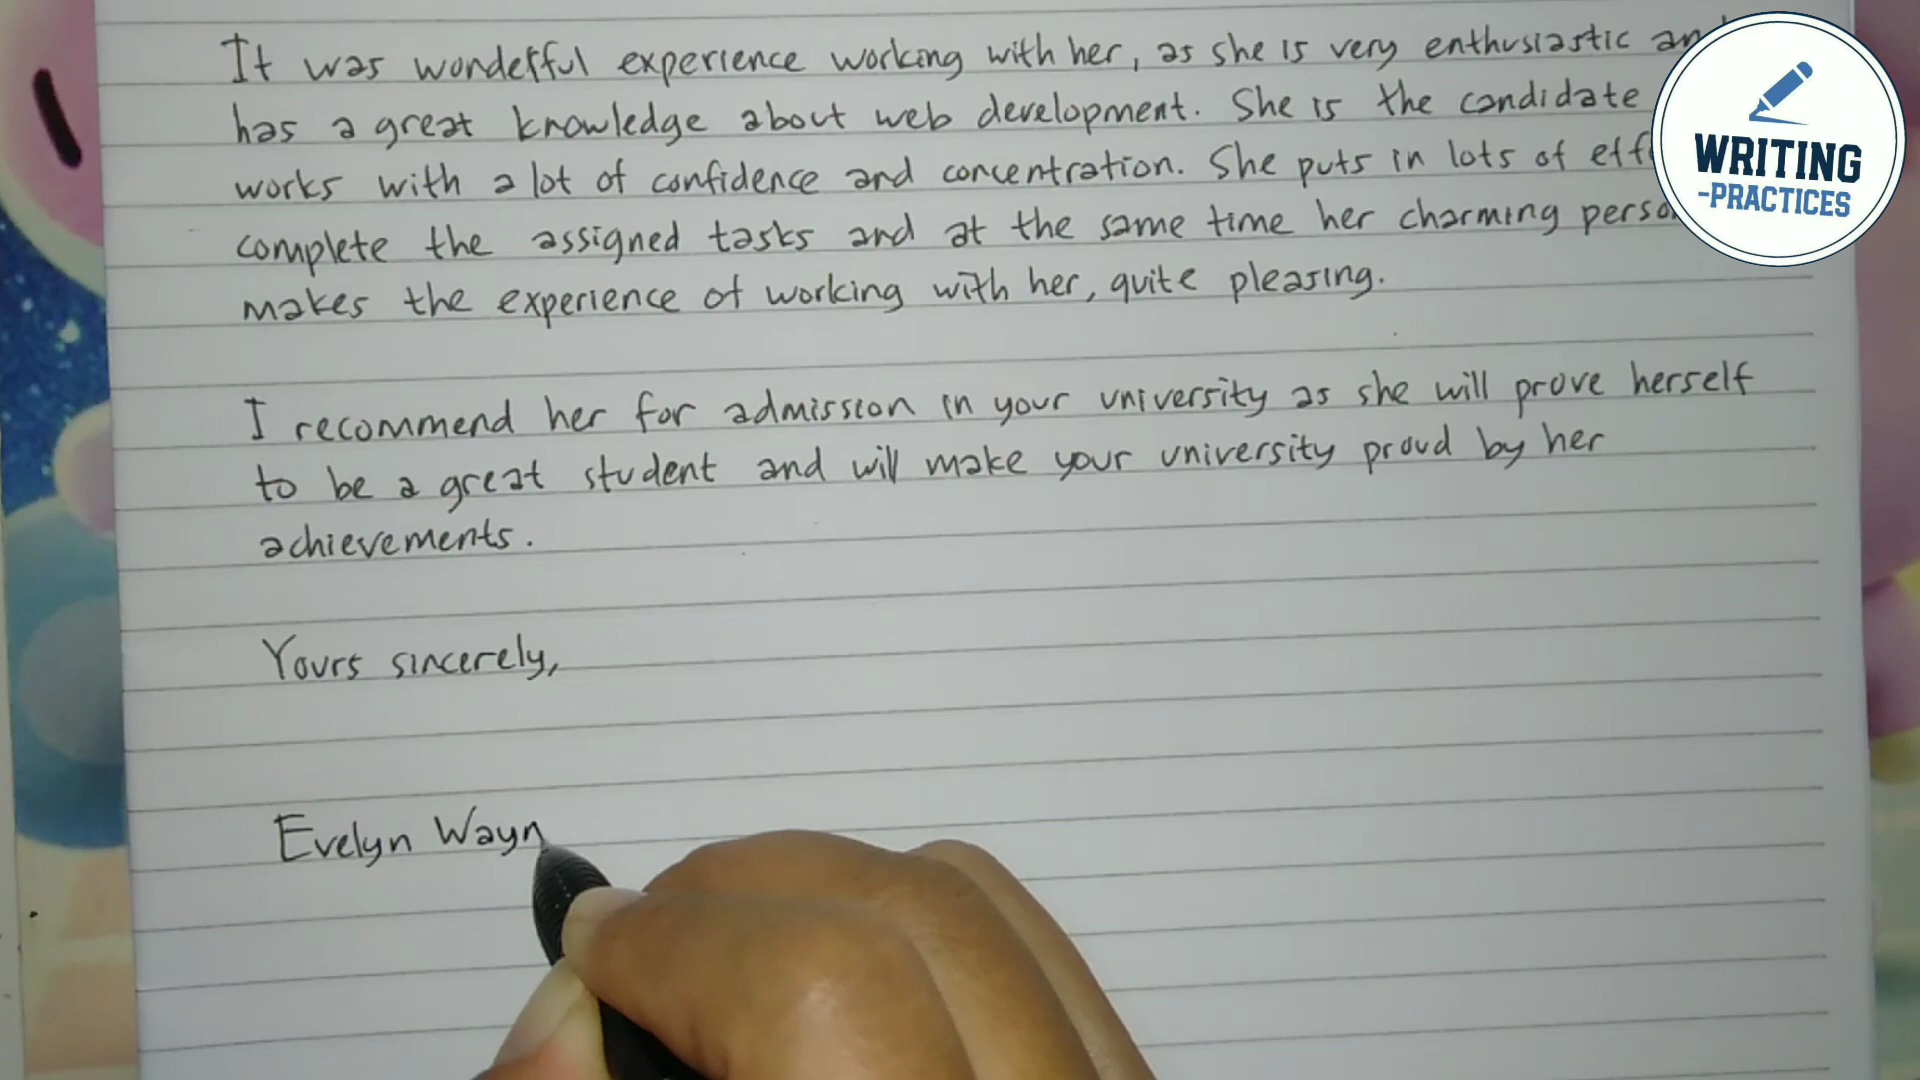 It was wondefful experience working with her, as she is very enthusiastic an
has a great knowledge about web development. She is the candidate
works with a lot of confidence and concentration. She puts in lots of eff
complete the assigned tasks and at the same time her charming perso
makes the experience of working with her, quite pleasing.
I recommend her for admission in your university as she will prove herself
to be a great student and will make your university proud by her
achievements.
Yours sincerely,
Evelyn Wayn
WRITING
-PRACTICES